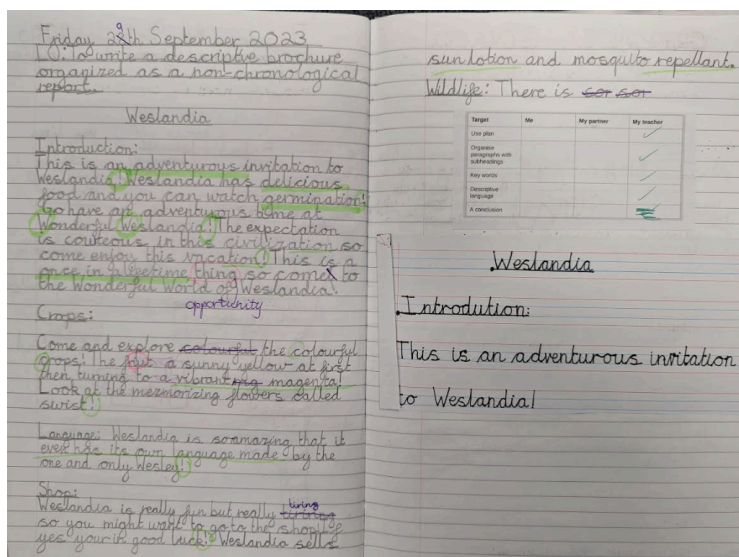 Friday 29th September 2023
LO: To write a descriptive brochure
organized as a non-chronological
report.
Weslandia
Introduction:
This is an adventurous invitation to
Weslandia! Weslandia has delicious
food and you can watch germination!
go have an adventurous time at
Wonderful Weslandia! The expectation
is courteous in this civilization so
come enjoy this vacation! This is a
once in a lifetime thing so come to
the Wonderful World of Weslandia!
opportunity
Crops:
Come and explore colourful the colourful
crops! The fruit a sunny yellow at first
then turning to a vibrant magenta!
Look at the mezmorizing flowers called
swist!
Language: Weslandia is so amazing that it
even has its own language made by the
one and only Wesley!
Shop:
Weslandia is really fun but really tiring
so you might want to go to the shop! If
yes your in good luck! Weslandia sells
sun lotion and mosquito repellant.
Wildlife: There is ser ser
Target Me My partner My teacher
Use plan
Organise paragraphs with subheadings
Key words
Descriptive language
A conclusion
Weslandia
Introdution:
This is an adventurous invitation
to Weslandia!